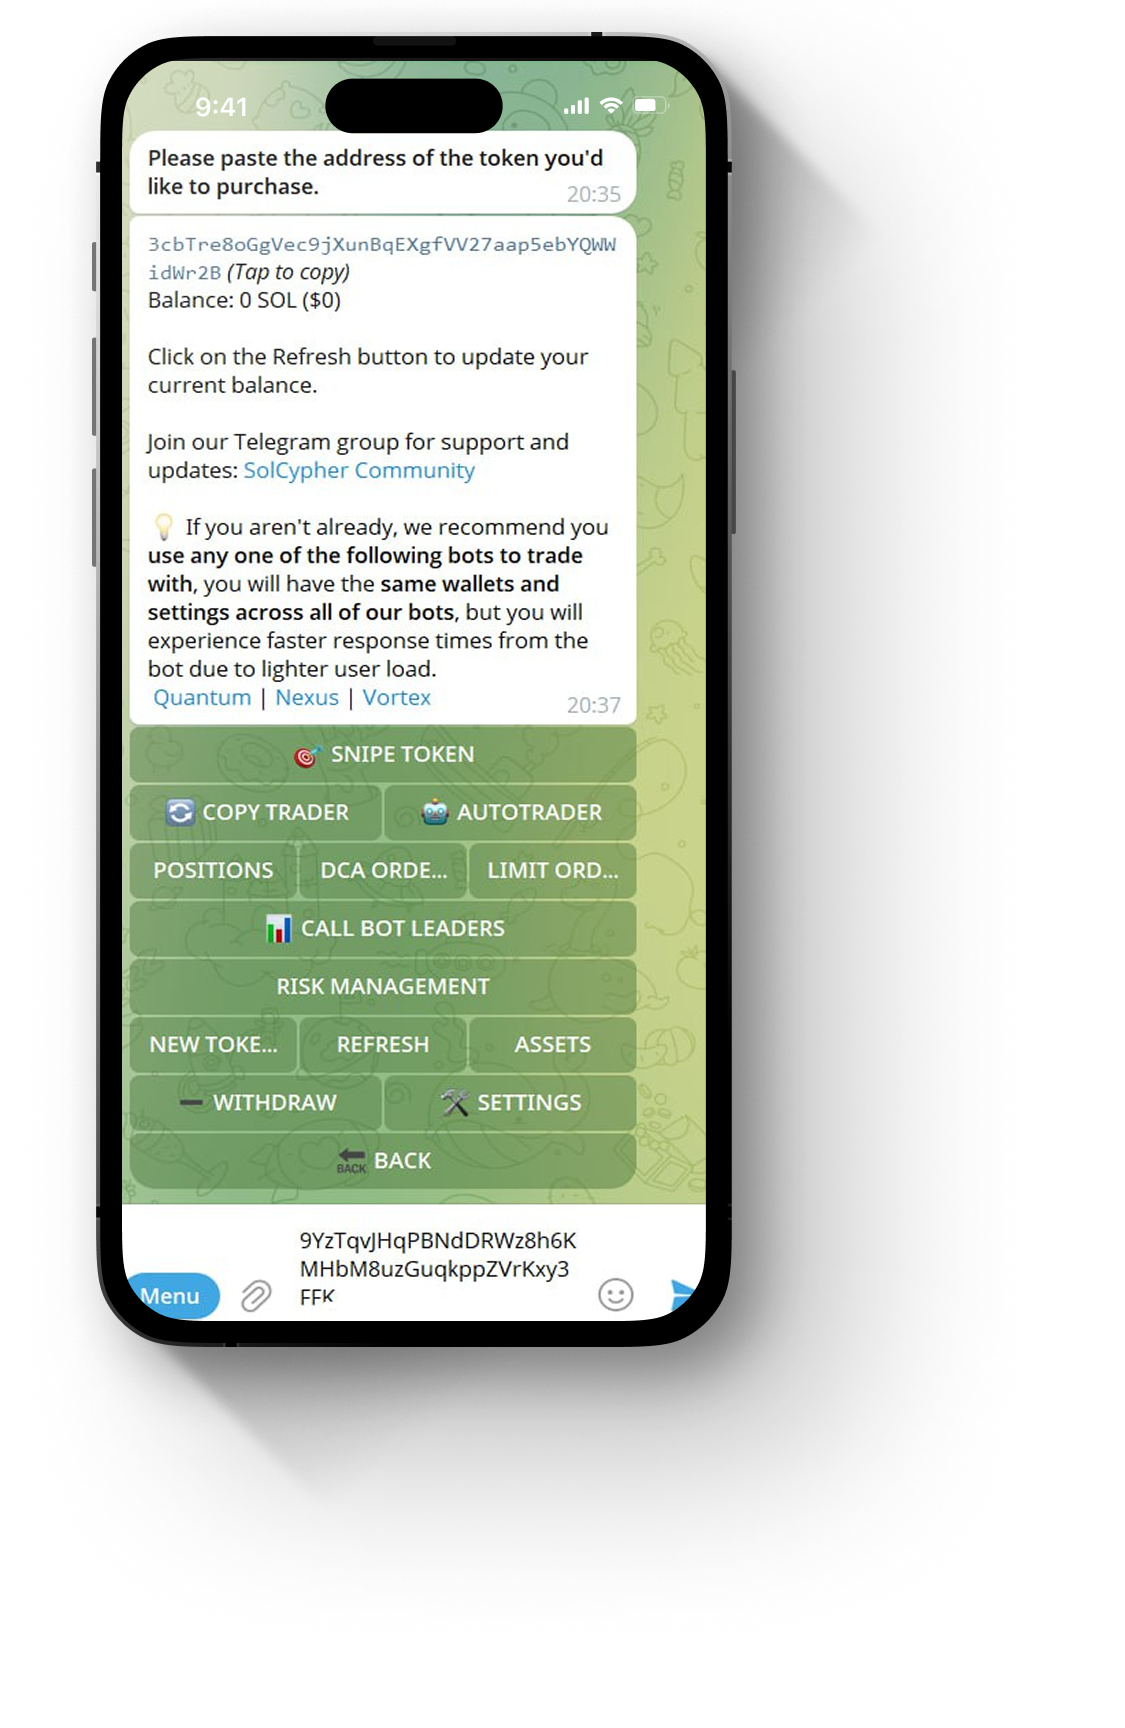 9:41
Please paste the address of the token you'd
like to purchase.
20:35
3cbTre8oGgVec9jXunBqEXgfVV27aap5ebYQWW
idWr2B (Tap to copy)
Balance: 0 SOL ($0)
Click on the Refresh button to update your
current balance.
Join our Telegram group for support and
updates: SolCypher Community
If you aren't already, we recommend you
use any one of the following bots to trade
with, you will have the same wallets and
settings across all of our bots, but you will
experience faster response times from the
bot due to lighter user load.
Quantum | Nexus | Vortex
20:37
SNIPE TOKEN
COPY TRADER
AUTOTRADER
POSITIONS
DCA ORDE...
LIMIT ORD...
CALL BOT LEADERS
RISK MANAGEMENT
NEW TOKE...
REFRESH
ASSETS
WITHDRAW
SETTINGS
BACK BACK
9YzTqvJHqPBNdDRWz8h6K
MHbM8uzGuqkppZVrKxy3
FFK
Menu